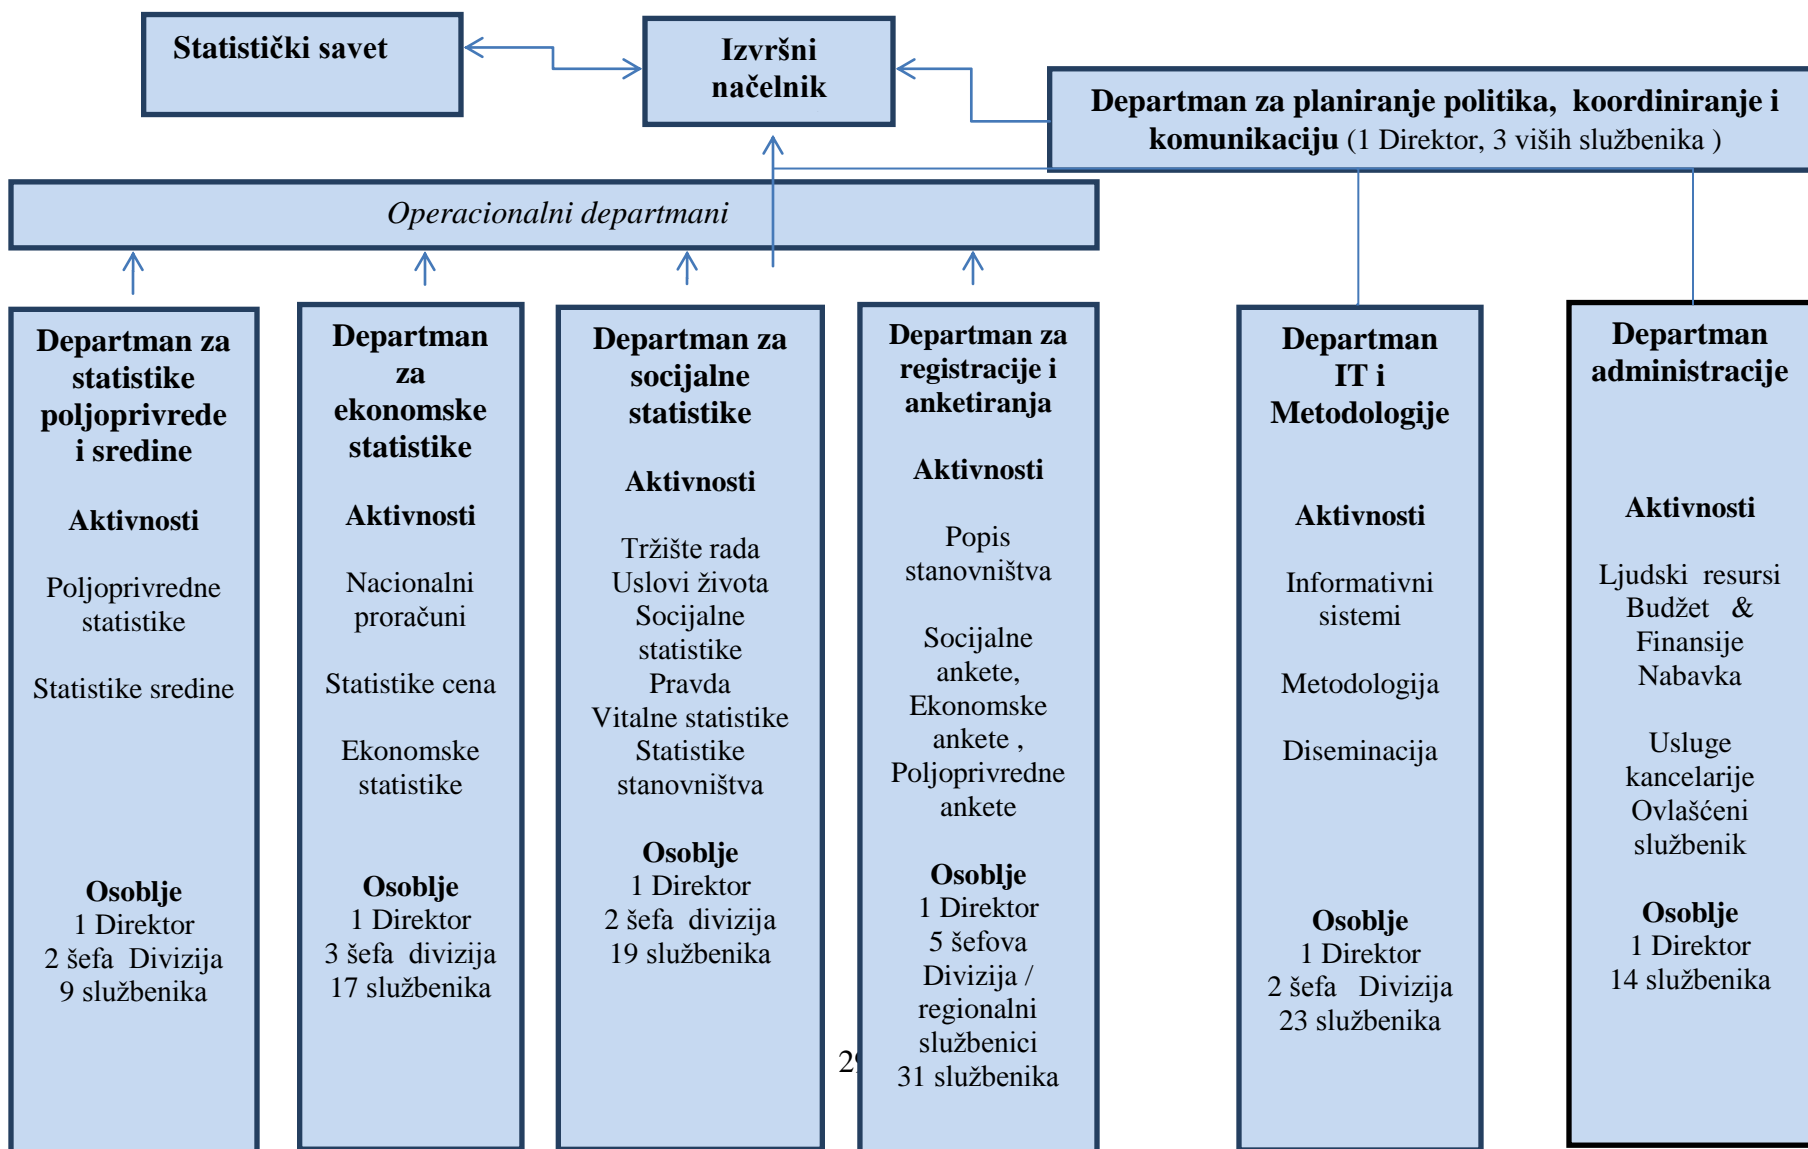 Statistički savet
Izvršni
načelnik
Departman za planiranje politika, koordiniranje i
komunikaciju (1 Direktor, 3 viših službenika )
Operacionalni departmani
Departman za
statistike
poljoprivrede
i sredine
Aktivnosti
Poljoprivredne
statistike
Statistike sredine
Osoblje
1 Direktor
2 šefa Divizija
9 službenika
Departman
za
ekonomske
statistike
Aktivnosti
Nacionalni
proračuni
Statistike cena
Ekonomske
statistike
Osoblje
1 Direktor
3 šefa divizija
17 službenika
Departman za
socijalne
statistike
Aktivnosti
Tržište rada
Uslovi života
Socijalne
statistike
Pravda
Vitalne statistike
Statistike
stanovništva
Osoblje
1 Direktor
2 šefa divizija
19 službenika
Departman za
registracije i
anketiranja
Aktivnosti
Popis
stanovništva
Socijalne
ankete,
Ekonomske
ankete ,
Poljoprivredne
ankete
Osoblje
1 Direktor
5 šefova
Divizija /
regionalni
službenici
31 službenika
Departman
IT i
Metodologije
Aktivnosti
Informativni
sistemi
Metodologija
Diseminacija
Osoblje
1 Direktor
2 šefa Divizija
23 službenika
Departman
administracije
Aktivnosti
Ljudski resursi
Budžet &
Finansije
Nabavka
Usluge
kancelarije
Ovlašćeni
službenik
Osoblje
1 Direktor
14 službenika